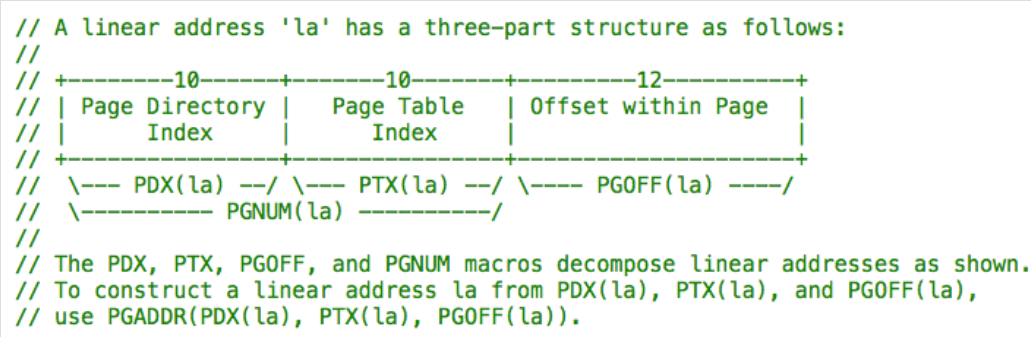 // A linear address 'la' has a three-part structure as follows:
//
// +--------10------+-------10-------+---------12----------+
// | Page Directory |   Page Table   | Offset within Page  |
// |      Index     |      Index     |                     |
// +----------------+----------------+---------------------+
//  \--- PDX(la) --/ \--- PTX(la) --/ \---- PGOFF(la) ----/
//  \---------- PGNUM(la) ----------/
//
// The PDX, PTX, PGOFF, and PGNUM macros decompose linear addresses as shown.
// To construct a linear address la from PDX(la), PTX(la), and PGOFF(la),
// use PGADDR(PDX(la), PTX(la), PGOFF(la)).